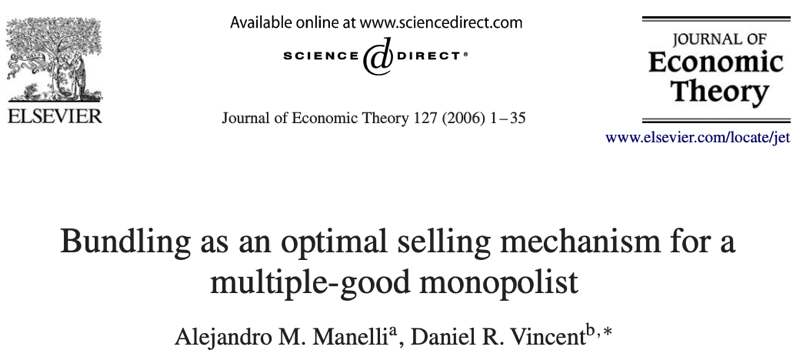 Available online at www.sciencedirect.com
SCIENCE DIRECT®
ELSEVIER
Journal of Economic Theory 127 (2006) 1–35
JOURNAL OF
Economic
Theory
www.elsevier.com/locate/jet
Bundling as an optimal selling mechanism for a
multiple-good monopolist
Alejandro M. Manelliᵃ, Daniel R. Vincentᵇ,*